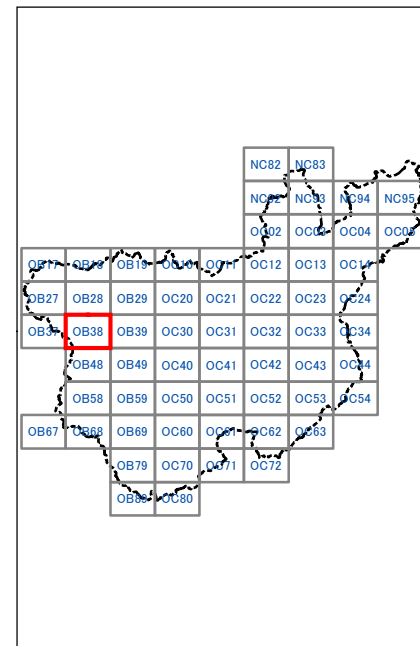 NC82 NC83
NC92 NC93 NC94 NC95
OC02 OC03 OC04 OC05
OB17 OB18 OB19 OC10 OC11 OC12 OC13 OC14
OB27 OB28 OB29 OC20 OC21 OC22 OC23 OC24
OB37 OB38 OB39 OC30 OC31 OC32 OC33 OC34
OB48 OB49 OC40 OC41 OC42 OC43 OC44
OB58 OB59 OC50 OC51 OC52 OC53 OC54
OB67 OB68 OB69 OC60 OC61 OC62 OC63
OB79 OC70 OC71 OC72
OB89 OC80